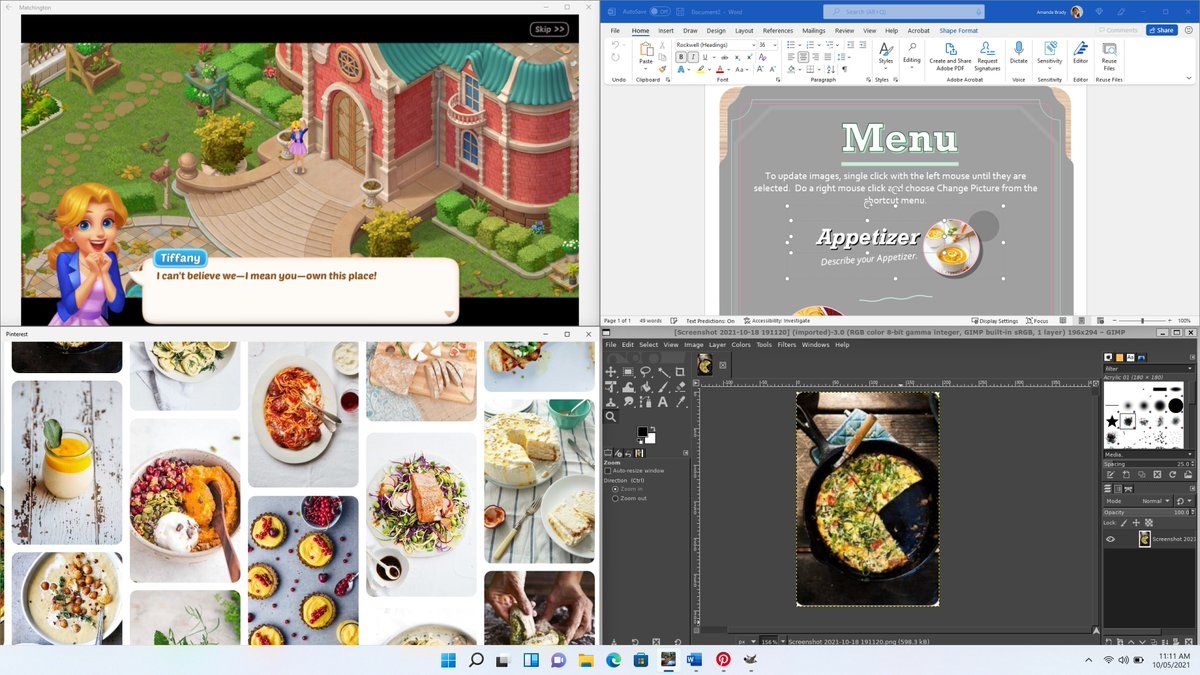 Matchington
Skip >>
Tiffany
I can't believe we—I mean you—own this place!
AutoSave Off
Document2 - Word
Search (Alt+Q)
Amanda Brady
File Home Insert Draw Design Layout References Mailings Review View Help Acrobat Shape Format
Comments Share
Rockwell (Headings) 36
Paste
Styles
Editing
Create and Share Adobe PDF
Request Signatures
Dictate
Sensitivity
Editor
Reuse Files
Undo Clipboard Font Paragraph Styles Adobe Acrobat Voice Sensitivity Editor Reuse Files
Menu
To update images, single click with the left mouse until they are
selected. Do a right mouse click and choose Change Picture from the
shortcut menu.
Appetizer
Describe your Appetizer.
Page 1 of 1 49 words Text Predictions: On Accessibility: Investigate Display Settings Focus 100%
Pinterest
[Screenshot 2021-10-18 191120] (imported)-3.0 (RGB color 8-bit gamma integer, GIMP built-in sRGB, 1 layer) 196x294 – GIMP
File Edit Select View Image Layer Colors Tools Filters Windows Help
Zoom
Auto-resize window
Direction (Ctrl)
Zoom in
Zoom out
filter
Acrylic 01 (180 × 180)
Media.
Spacing 25.0
Mode Normal
Opacity 100.0
Lock:
Screenshot 2021
px 156 % Screenshot 2021-10-18 191120.png (598.3 kB)
11:11 AM
10/05/2021